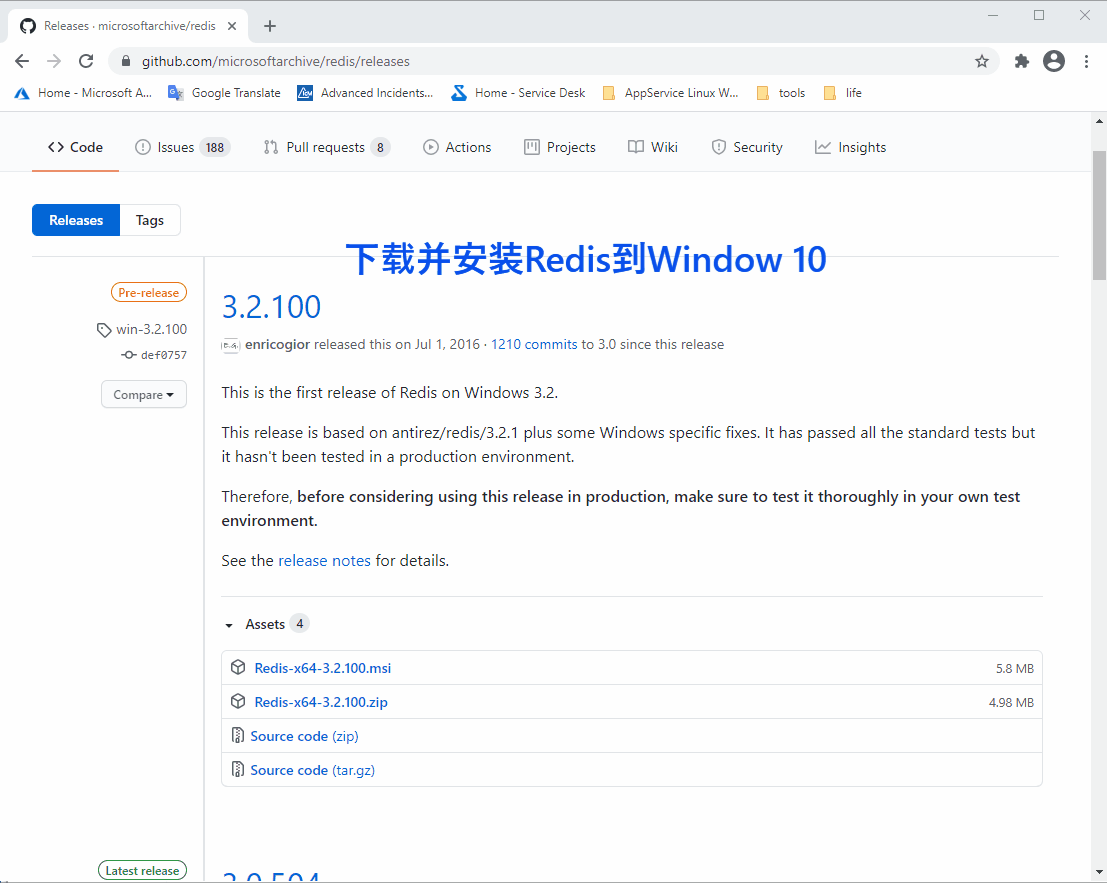 Releases · microsoftarchive/redis
github.com/microsoftarchive/redis/releases
Home - Microsoft A... Google Translate Advanced Incidents... Home - Service Desk AppService Linux W... tools life
Code Issues 188 Pull requests 8 Actions Projects Wiki Security Insights
Releases Tags
下载并安装Redis到Window 10
Pre-release
3.2.100
win-3.2.100
def0757
Compare
enricogior released this on Jul 1, 2016 · 1210 commits to 3.0 since this release
This is the first release of Redis on Windows 3.2.
This release is based on antirez/redis/3.2.1 plus some Windows specific fixes. It has passed all the standard tests but
it hasn't been tested in a production environment.
Therefore, before considering using this release in production, make sure to test it thoroughly in your own test
environment.
See the release notes for details.
Assets 4
Redis-x64-3.2.100.msi 5.8 MB
Redis-x64-3.2.100.zip 4.98 MB
Source code (zip)
Source code (tar.gz)
Latest release
3.0.504